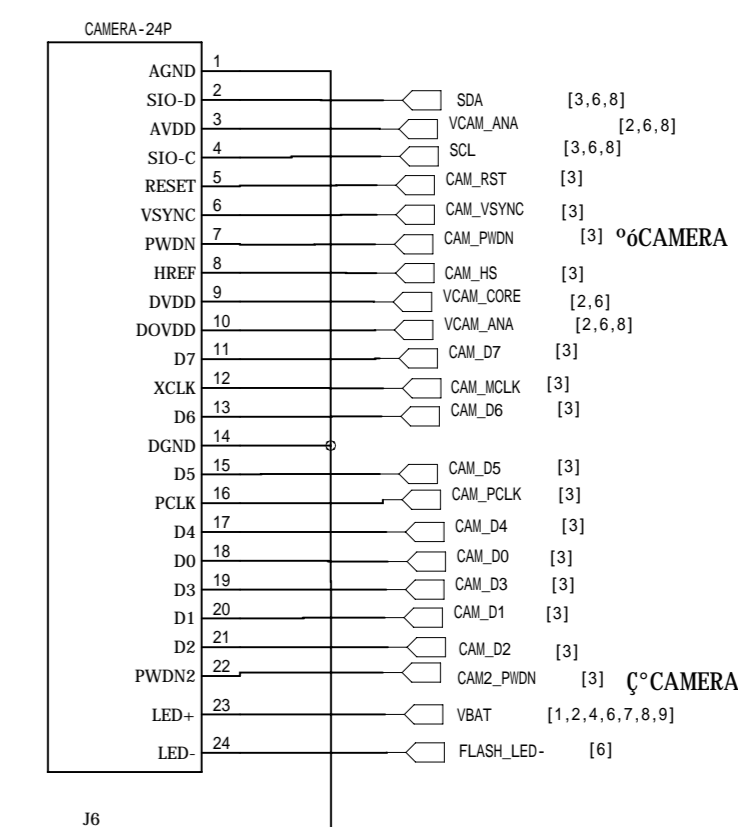 CAMERA-24P
AGND 1
SIO-D 2 SDA [3,6,8]
AVDD 3 VCAM_ANA [2,6,8]
SIO-C 4 SCL [3,6,8]
RESET 5 CAM_RST [3]
VSYNC 6 CAM_VSYNC [3]
PWDN 7 CAM_PWDN [3] ºóCAMERA
HREF 8 CAM_HS [3]
DVDD 9 VCAM_CORE [2,6]
DOVDD 10 VCAM_ANA [2,6,8]
D7 11 CAM_D7 [3]
XCLK 12 CAM_MCLK [3]
D6 13 CAM_D6 [3]
DGND 14
D5 15 CAM_D5 [3]
PCLK 16 CAM_PCLK [3]
D4 17 CAM_D4 [3]
D0 18 CAM_D0 [3]
D3 19 CAM_D3 [3]
D1 20 CAM_D1 [3]
D2 21 CAM_D2 [3]
PWDN2 22 CAM2_PWDN [3] Ç°CAMERA
LED+ 23 VBAT [1,2,4,6,7,8,9]
LED- 24 FLASH_LED- [6]
J6